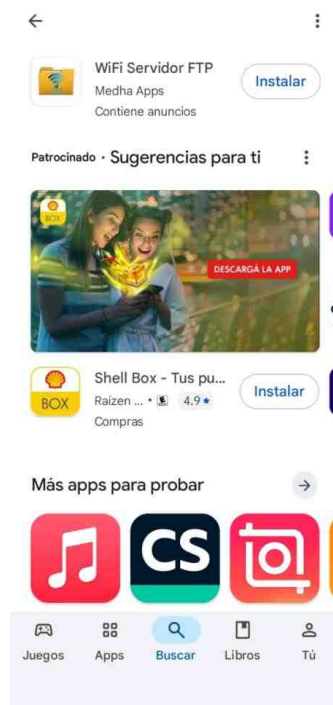 WiFi Servidor FTP
Medha Apps
Instalar
Contiene anuncios
Patrocinado · Sugerencias para ti
BOX
DESCARGÁ LA APP
BOX
Shell Box - Tus pu...
Raízen ... • 4.9 ★
Instalar
Compras
Más apps para probar
CS
Juegos
Apps
Buscar
Libros
Tú